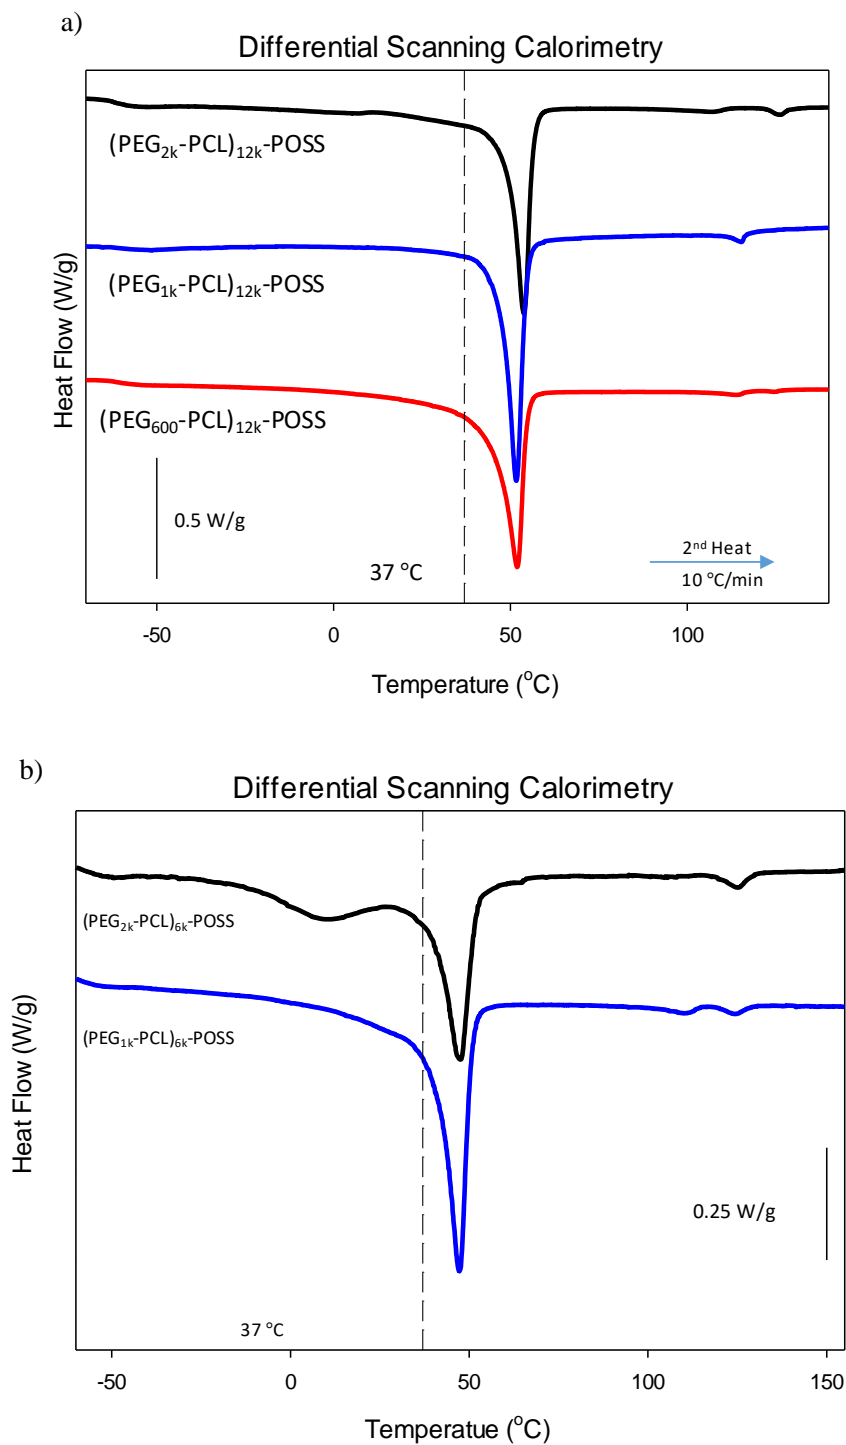 a)
Differential Scanning Calorimetry
(PEG2k-PCL)12k-POSS
(PEG1k-PCL)12k-POSS
(PEG600-PCL)12k-POSS
Heat Flow (W/g)
0.5 W/g
37 °C
2nd Heat
10 °C/min
-50 0 50 100
Temperature (°C)
b)
Differential Scanning Calorimetry
(PEG2k-PCL)6k-POSS
(PEG1k-PCL)6k-POSS
Heat Flow (W/g)
0.25 W/g
37 °C
-50 0 50 100 150
Temperatue (°C)